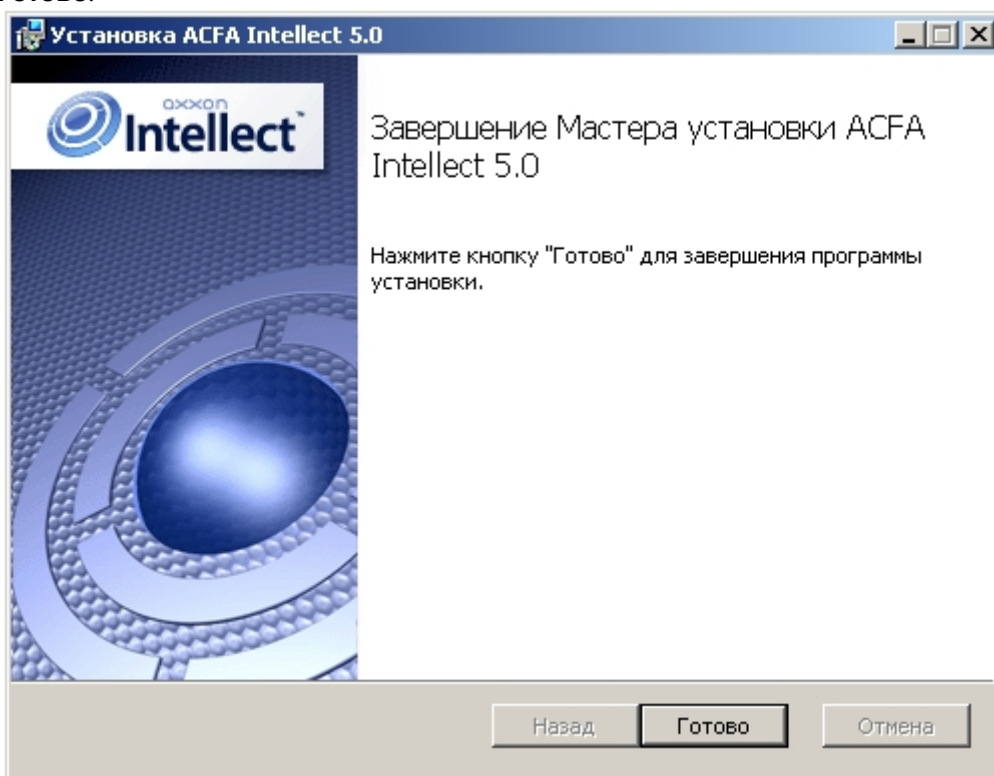 Установка ACFA Intellect 5.0
axxon
Intellect™
Завершение Мастера установки ACFA
Intellect 5.0
Нажмите кнопку "Готово" для завершения программы
установки.
Назад
Готово
Отмена